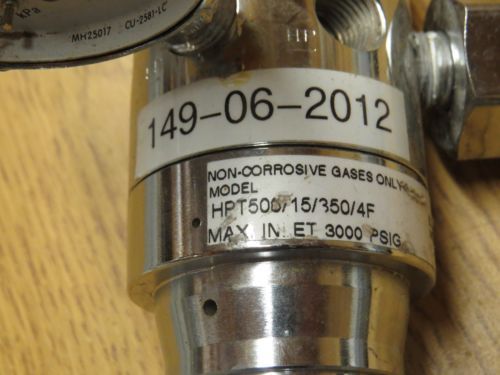 kPa
MH25017 CU-2581-LC
149-06-2012
NON-CORROSIVE GASES ONLY
MODEL
HPT500/15/350/4F
MAX. INLET 3000 PSIG